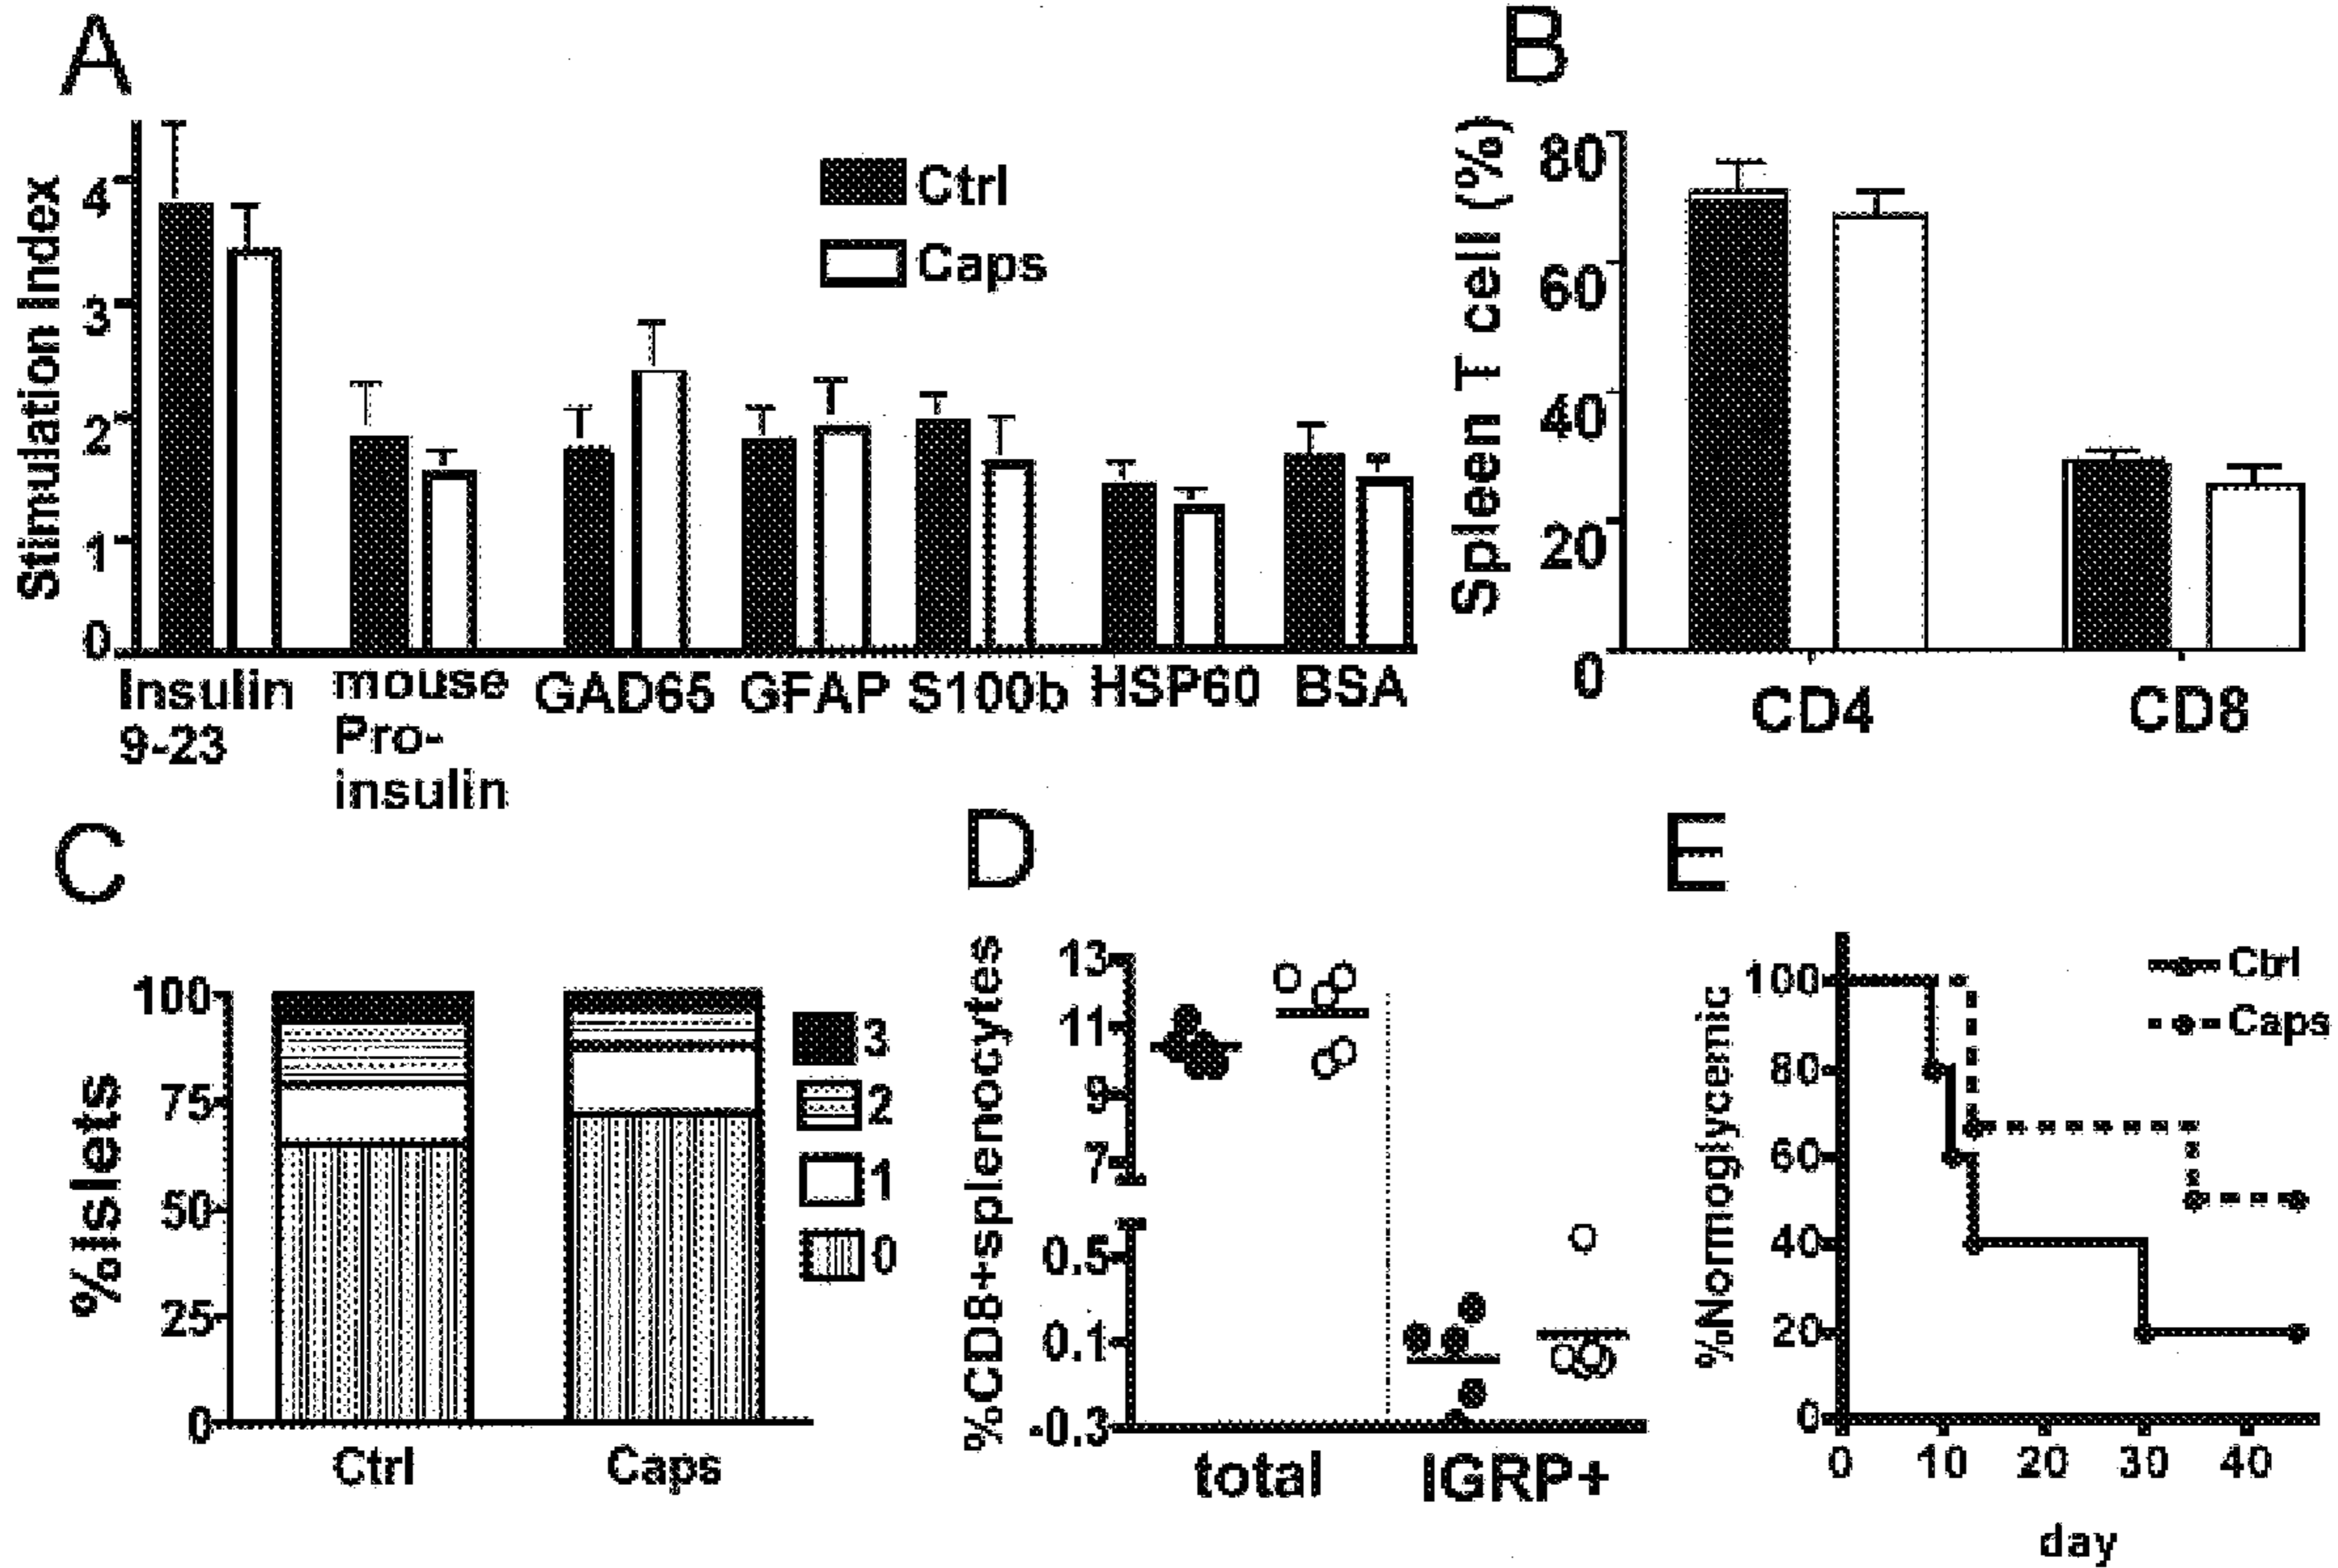 A
Stimulation Index
4
3
2
1
0
Ctrl
Caps
Insulin
9-23
mouse
Pro-
insulin
GAD65
GFAP
S100b
HSP60
BSA
B
Spleen T cell (%)
80
60
40
20
0
CD4
CD8
C
%Islets
100
75
50
25
0
Ctrl
Caps
3
2
1
0
D
%CD8+splenocytes
13
11
9
7
0.5
0.1
-0.3
total
IGRP+
E
%Normoglycemic
100
80
60
40
20
0
Ctrl
Caps
0
10
20
30
40
day